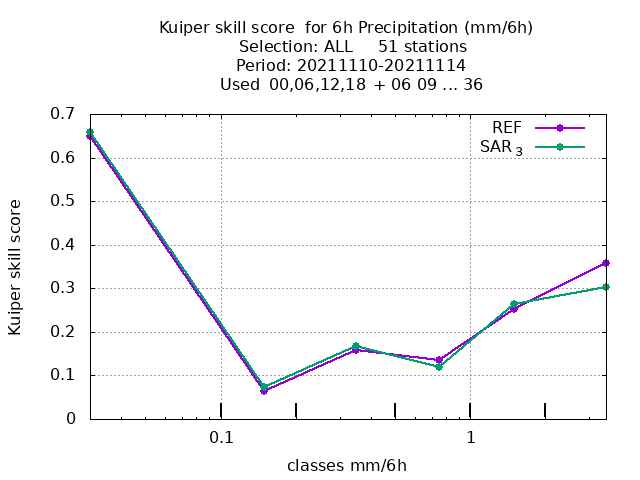 Kuiper skill score  for 6h Precipitation (mm/6h)
Selection: ALL     51 stations
Period: 20211110-20211114
Used  00,06,12,18  + 06 09 ... 36
REF
SAR 3
Kuiper skill score
0.7
0.6
0.5
0.4
0.3
0.2
0.1
0
0.1 1
classes mm/6h